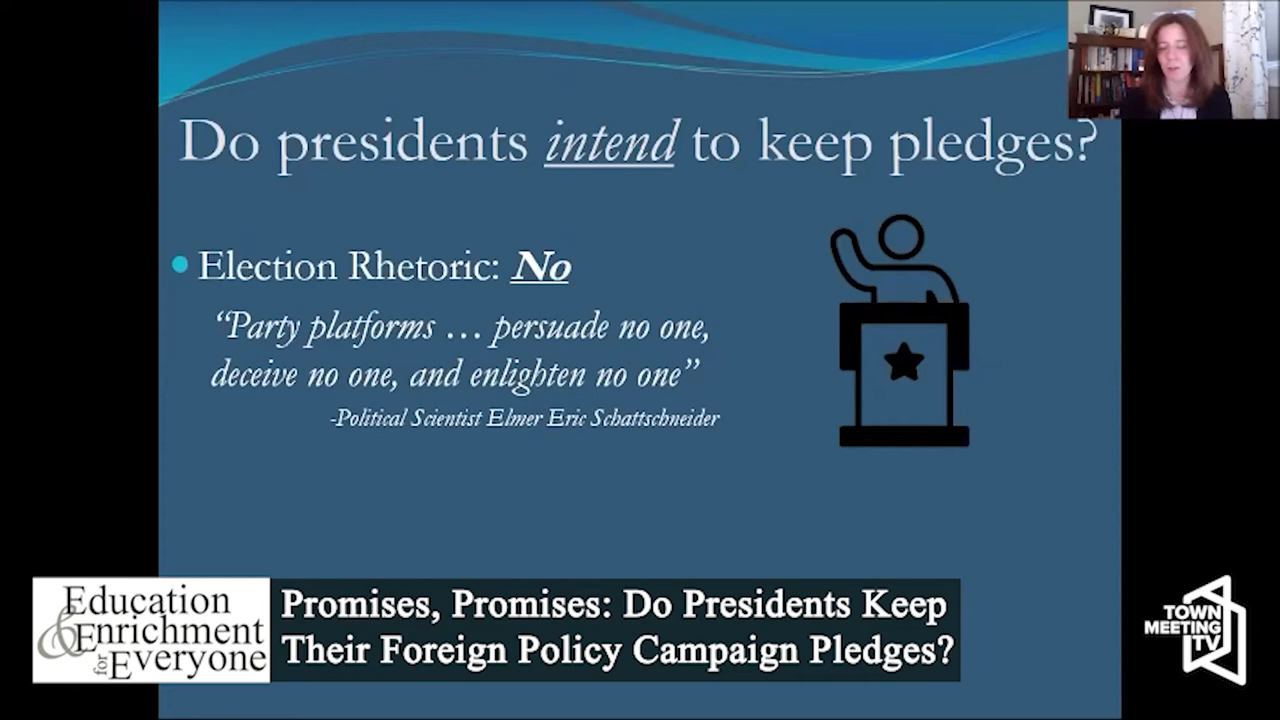 Do presidents intend to keep pledges?
Election Rhetoric: No
“Party platforms … persuade no one,
deceive no one, and enlighten no one”
-Political Scientist Elmer Eric Schattschneider
Education
& Enrichment
for Everyone
Promises, Promises: Do Presidents Keep
Their Foreign Policy Campaign Pledges?
TOWN
MEETING
TV